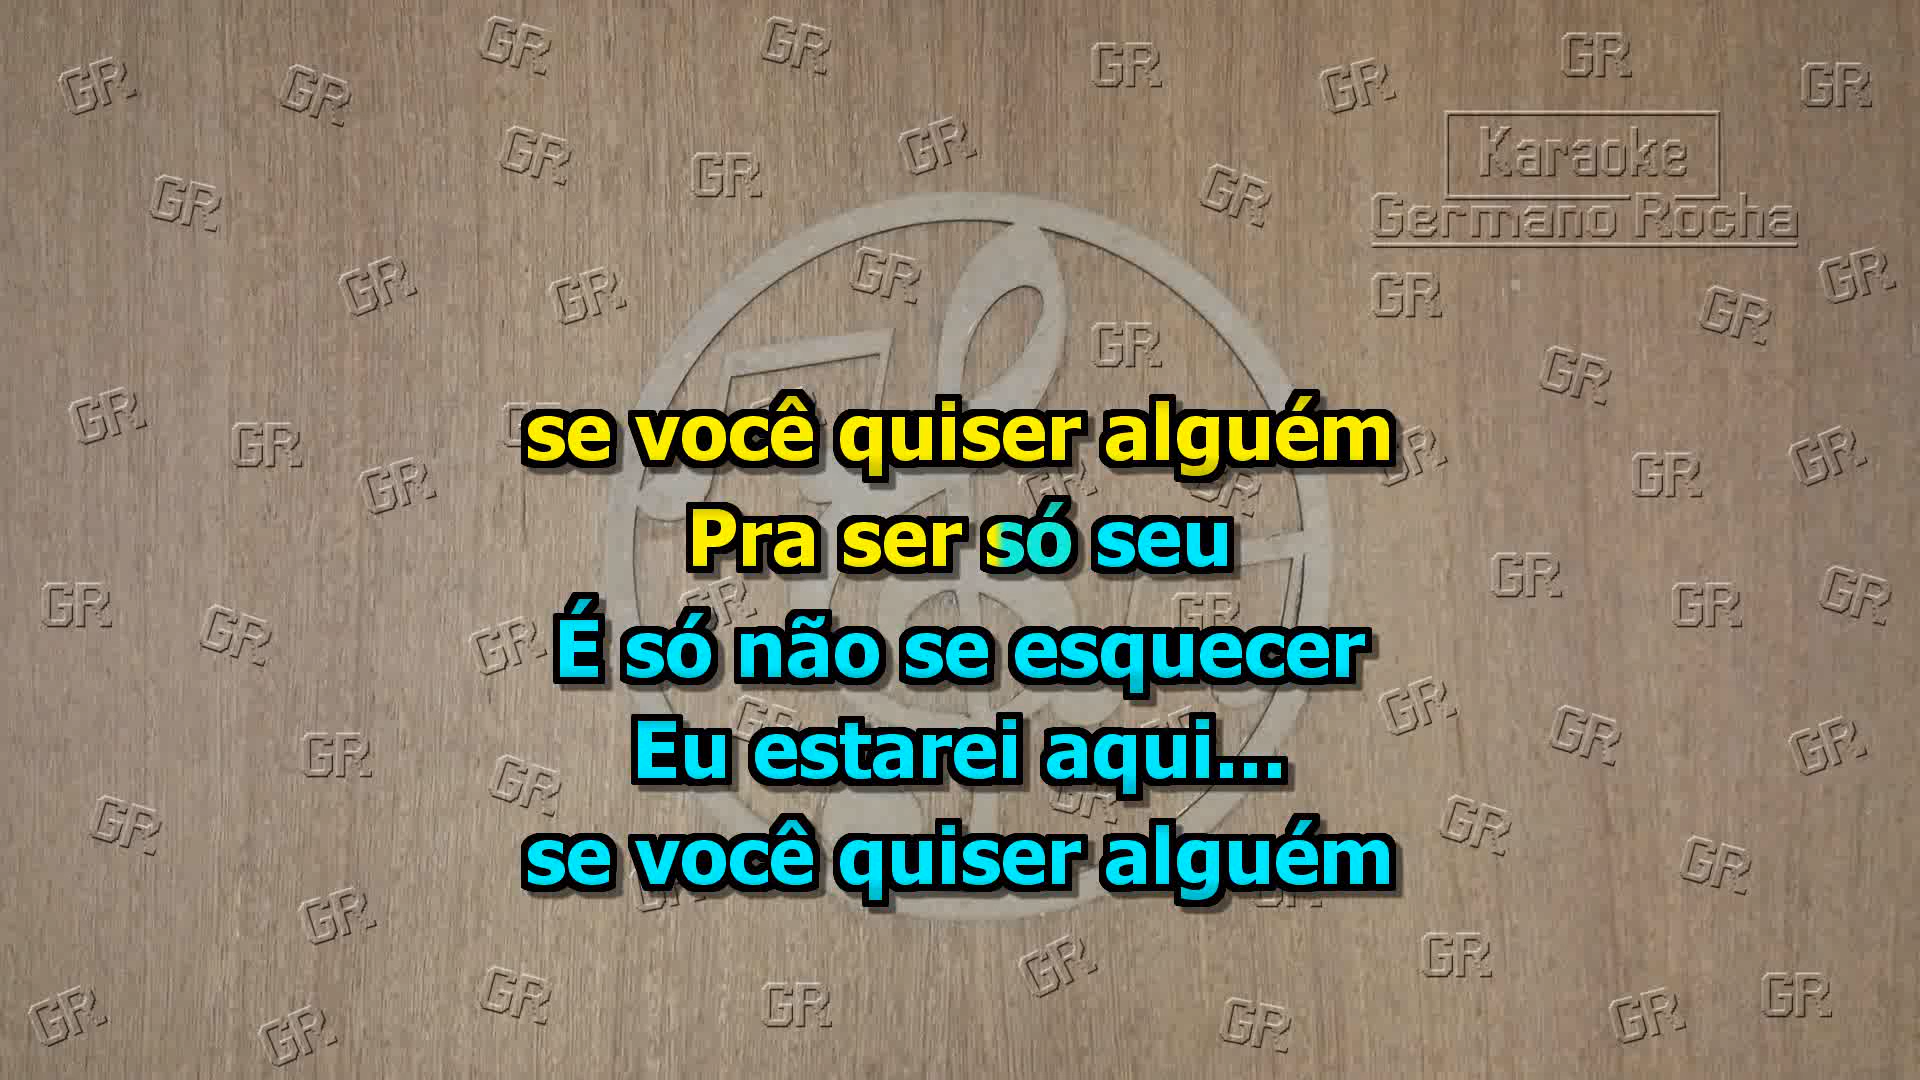 Karaoke
Germano Rocha
se você quiser alguém
Pra ser só seu
É só não se esquecer
Eu estarei aqui...
se você quiser alguém